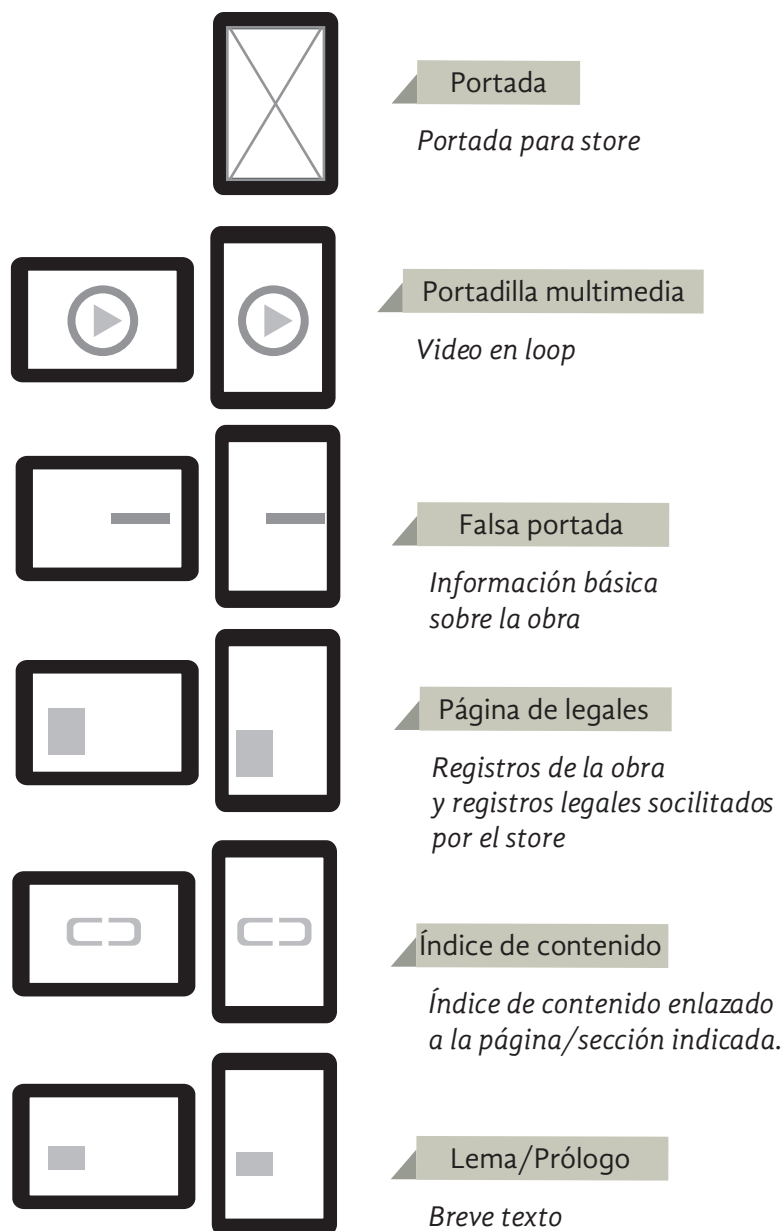 Portada
Portada para store
Portadilla multimedia
Video en loop
Falsa portada
Información básica
sobre la obra
Página de legales
Registros de la obra
y registros legales socilitados
por el store
Índice de contenido
Índice de contenido enlazado
a la página/sección indicada.
Lema/Prólogo
Breve texto